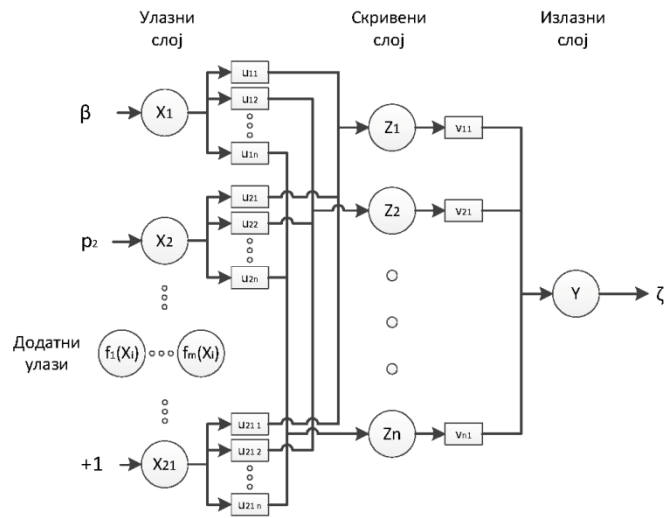 Улазни
слој
Скривени
слој
Излазни
слој
β
X1
u11
u12
u1n
Z1
v11
p2
X2
u21
u22
u2n
Z2
v21
Y
ζ
Додатни
улази
f1(Xi)
fm(Xi)
+1
X21
u21 1
u21 2
u21 n
Zn
vn1